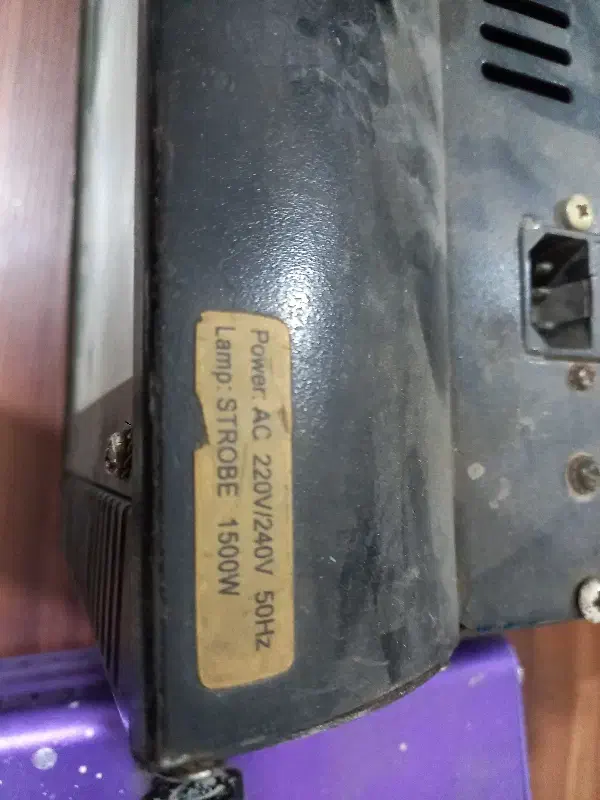 Power: AC 220V/240V 50Hz
Lamp: STROBE 1500W